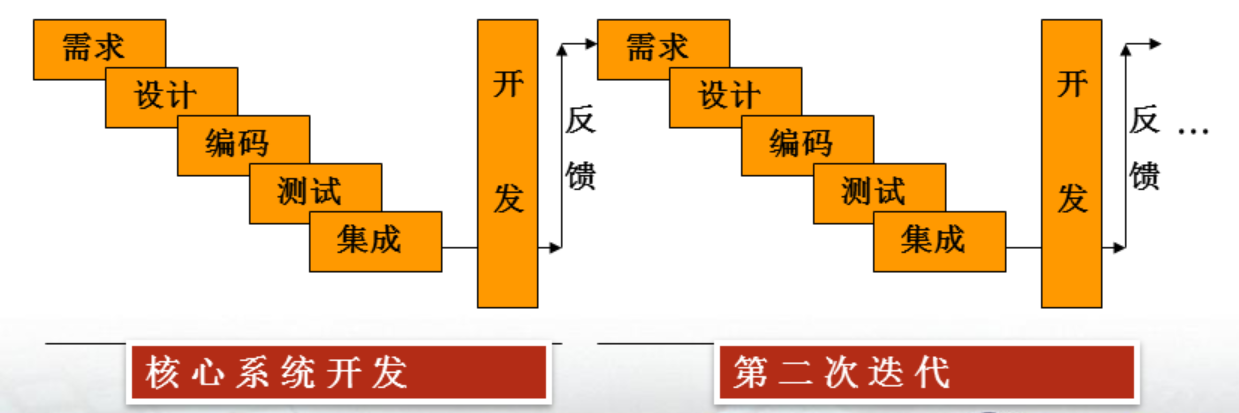 需求
设计
编码
测试
集成
开发
反馈
需求
设计
编码
测试
集成
开发
反馈
...
核心系统开发
第二次迭代